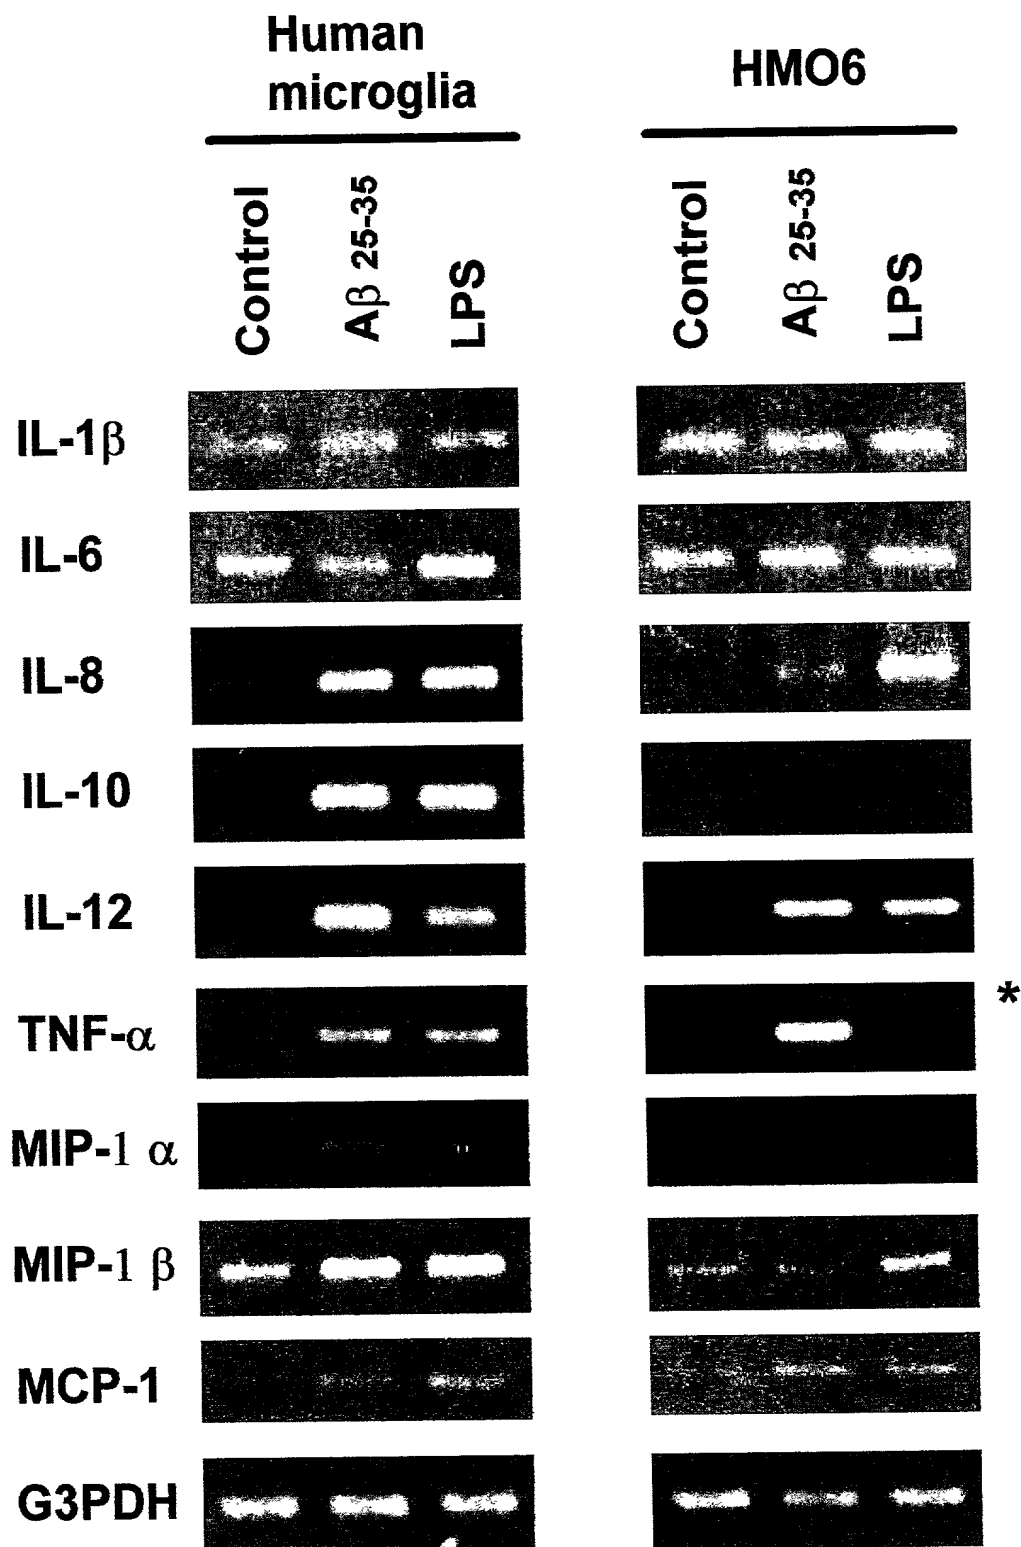 Human
microglia
HMO6
Control
Aβ 25-35
LPS
Control
Aβ 25-35
LPS
IL-1β
IL-6
IL-8
IL-10
IL-12
TNF-α
*
MIP-1 α
MIP-1 β
MCP-1
G3PDH